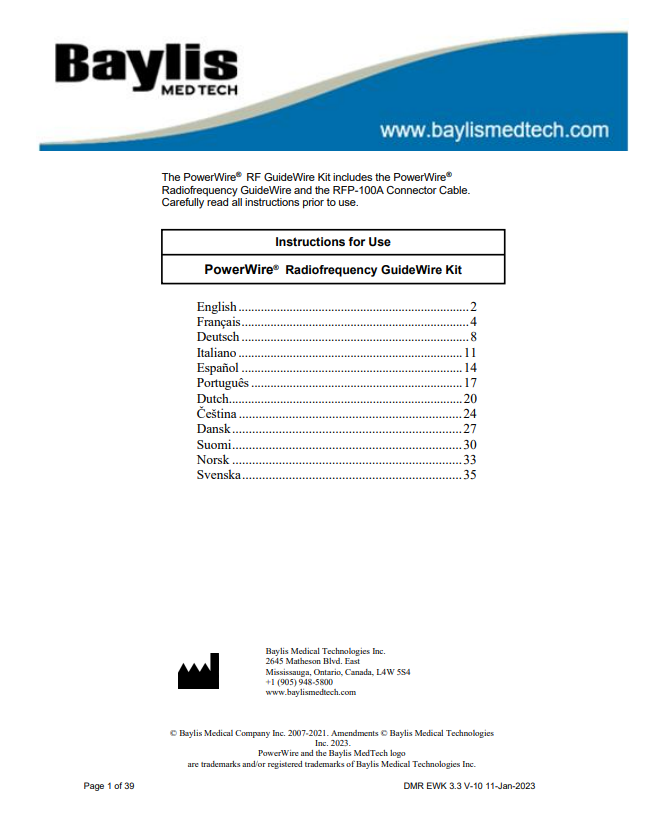 Baylis
MED TECH
www.baylismedtech.com
The PowerWire® RF GuideWire Kit includes the PowerWire®
Radiofrequency GuideWire and the RFP-100A Connector Cable.
Carefully read all instructions prior to use.
Instructions for Use
PowerWire® Radiofrequency GuideWire Kit
English ........................................................................ 2
Français ....................................................................... 4
Deutsch ........................................................................ 8
Italiano ...................................................................... 11
Español ...................................................................... 14
Português .................................................................. 17
Dutch......................................................................... 20
Čeština ...................................................................... 24
Dansk ........................................................................ 27
Suomi ........................................................................ 30
Norsk ........................................................................ 33
Svenska ..................................................................... 35
Baylis Medical Technologies Inc.
2645 Matheson Blvd. East
Mississauga, Ontario, Canada, L4W 5S4
+1 (905) 948-5800
www.baylismedtech.com
© Baylis Medical Company Inc. 2007-2021. Amendments © Baylis Medical Technologies
Inc. 2023.
PowerWire and the Baylis MedTech logo
are trademarks and/or registered trademarks of Baylis Medical Technologies Inc.
Page 1 of 39 DMR EWK 3.3 V-10 11-Jan-2023